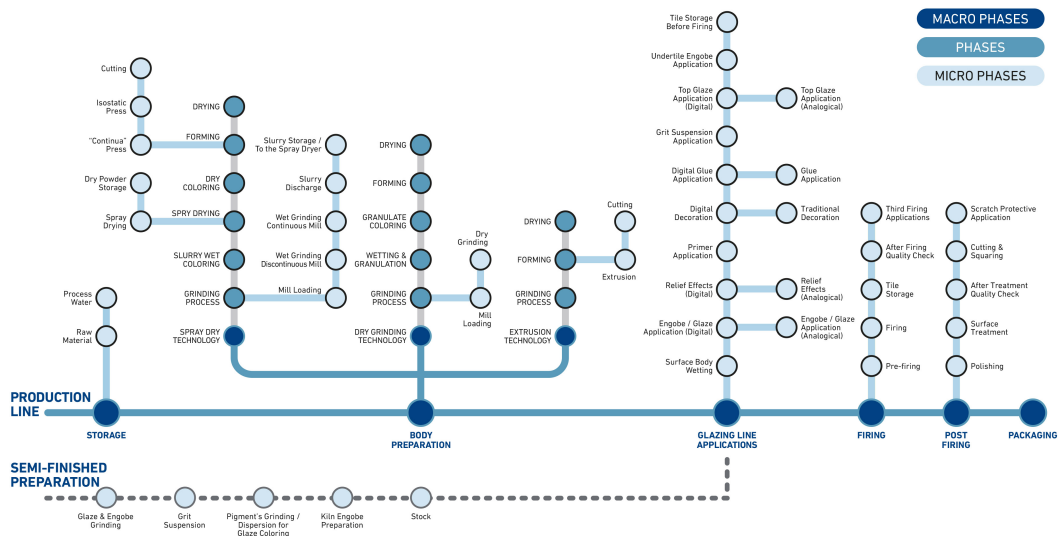 MACRO PHASES
PHASES
MICRO PHASES
Cutting
Isostatic
Press
"Continua"
Press
Dry Powder
Storage
Spray
Drying
DRYING
FORMING
DRY
COLORING
SPRY DRYING
SLURRY WET
COLORING
GRINDING
PROCESS
SPRAY DRY
TECHNOLOGY
Slurry Storage /
To the Spray Dryer
Slurry
Discharge
Wet Grinding
Continuous Mill
Wet Grinding
Discontinuous Mill
Mill Loading
DRYING
FORMING
GRANULATE
COLORING
WETTING &
GRANULATION
GRINDING
PROCESS
DRY GRINDING
TECHNOLOGY
Dry
Grinding
Mill
Loading
DRYING
FORMING
GRINDING
PROCESS
EXTRUSION
TECHNOLOGY
Cutting
Extrusion
Process
Water
Raw
Material
Tile Storage
Before Firing
Undertile Engobe
Application
Top Glaze
Application
(Digital)
Top Glaze
Application
(Analogical)
Grit Suspension
Application
Digital Glue
Application
Glue
Application
Digital
Decoration
Traditional
Decoration
Primer
Application
Relief Effects
(Digital)
Relief
Effects
(Analogical)
Engobe / Glaze
Application (Digital)
Engobe / Glaze
Application
(Analogical)
Surface Body
Wetting
Third Firing
Applications
After Firing
Quality Check
Tile
Storage
Firing
Pre-firing
Scratch Protective
Application
Cutting &
Squaring
After Treatment
Quality Check
Surface
Treatment
Polishing
PRODUCTION
LINE
STORAGE
BODY
PREPARATION
GLAZING LINE
APPLICATIONS
FIRING
POST
FIRING
PACKAGING
SEMI-FINISHED
PREPARATION
Glaze & Engobe
Grinding
Grit
Suspension
Pigment's Grinding /
Dispersion for
Glaze Coloring
Kiln Engobe
Preparation
Stock